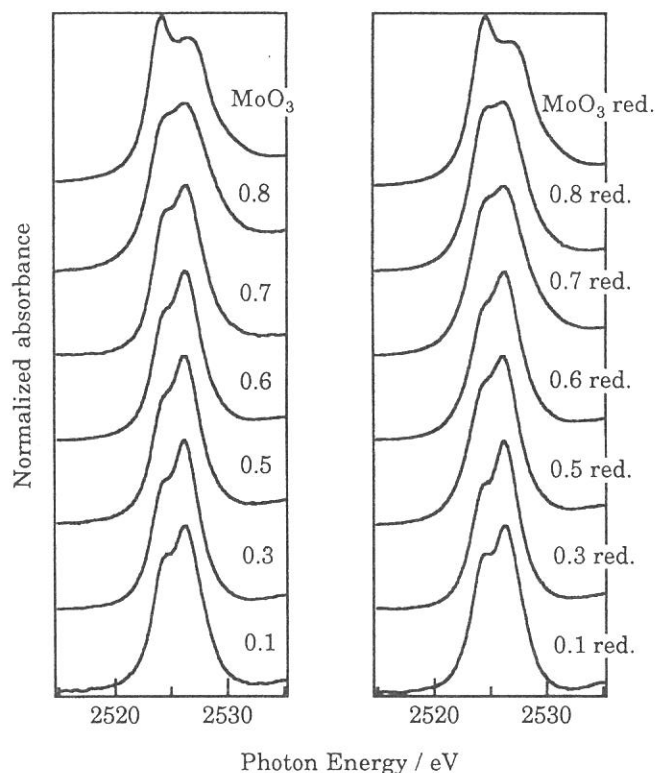 Normalized absorbance
MoO₃
0.8
0.7
0.6
0.5
0.3
0.1
2520 2530
MoO₃ red.
0.8 red.
0.7 red.
0.6 red.
0.5 red.
0.3 red.
0.1 red.
2520 2530
Photon Energy / eV